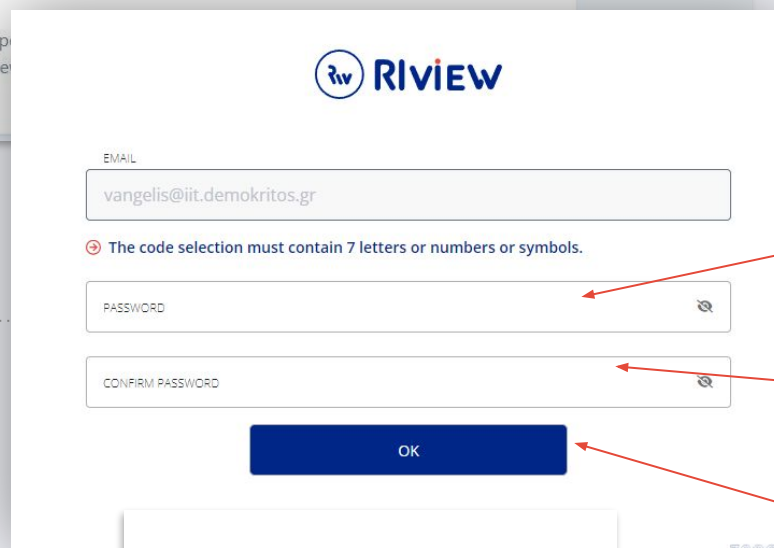 RIVIEW
EMAIL
vangelis@iit.demokritos.gr
The code selection must contain 7 letters or numbers or symbols.
PASSWORD
CONFIRM PASSWORD
OK